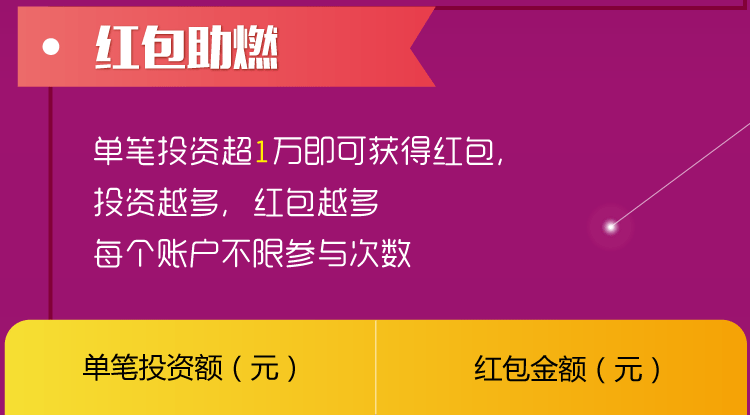 红包助燃
单笔投资超1万即可获得红包,
投资越多，红包越多
每个账户不限参与次数
单笔投资额（元）
红包金额（元）